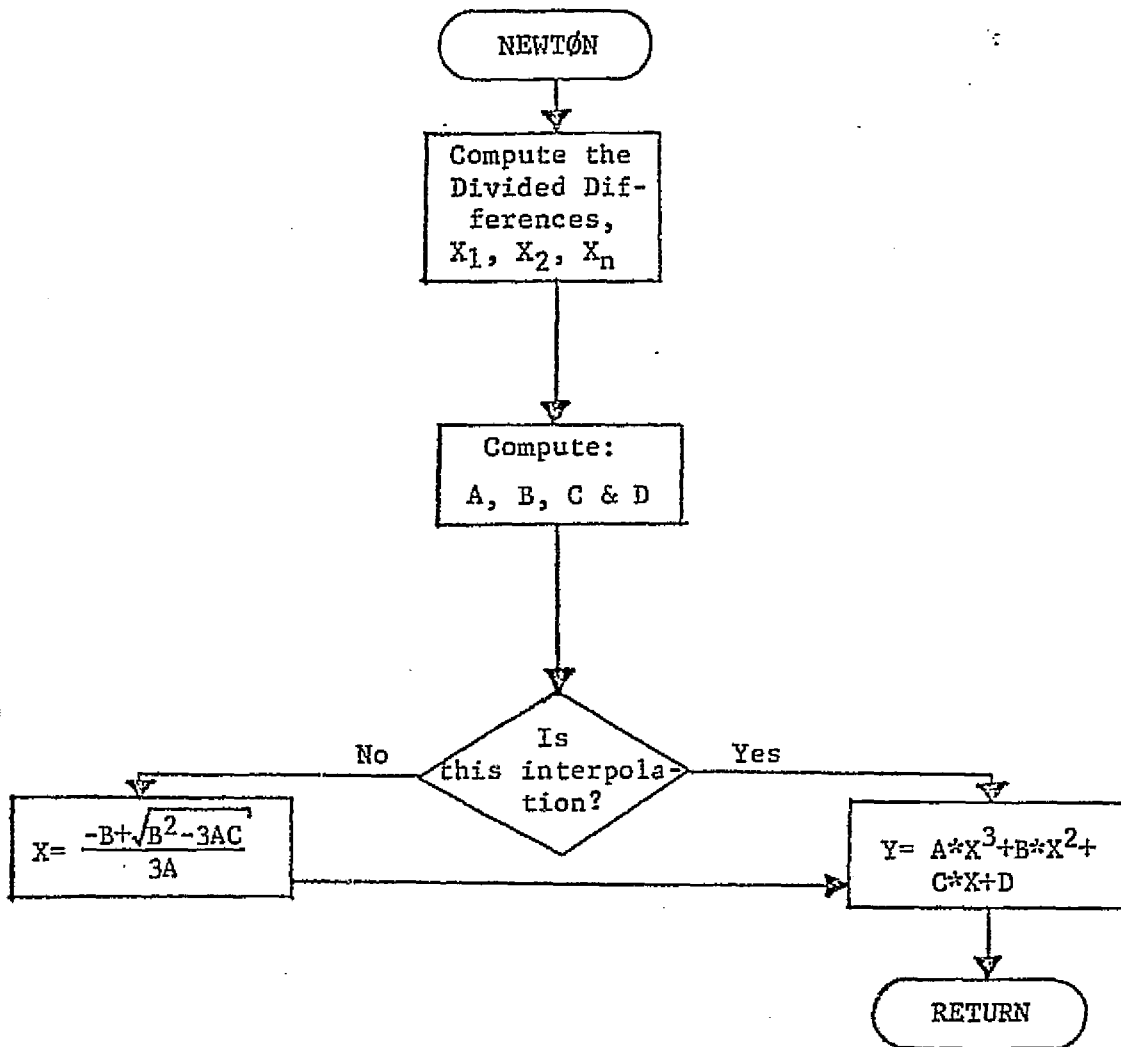 NEWTØN
Compute the
Divided Dif-
ferences,
X₁, X₂, Xₙ
Compute:
A, B, C & D
Is
this interpola-
tion?
No
Yes
X= (-B+√(B²-3AC))/3A
Y= A*X³+B*X²+
C*X+D
RETURN